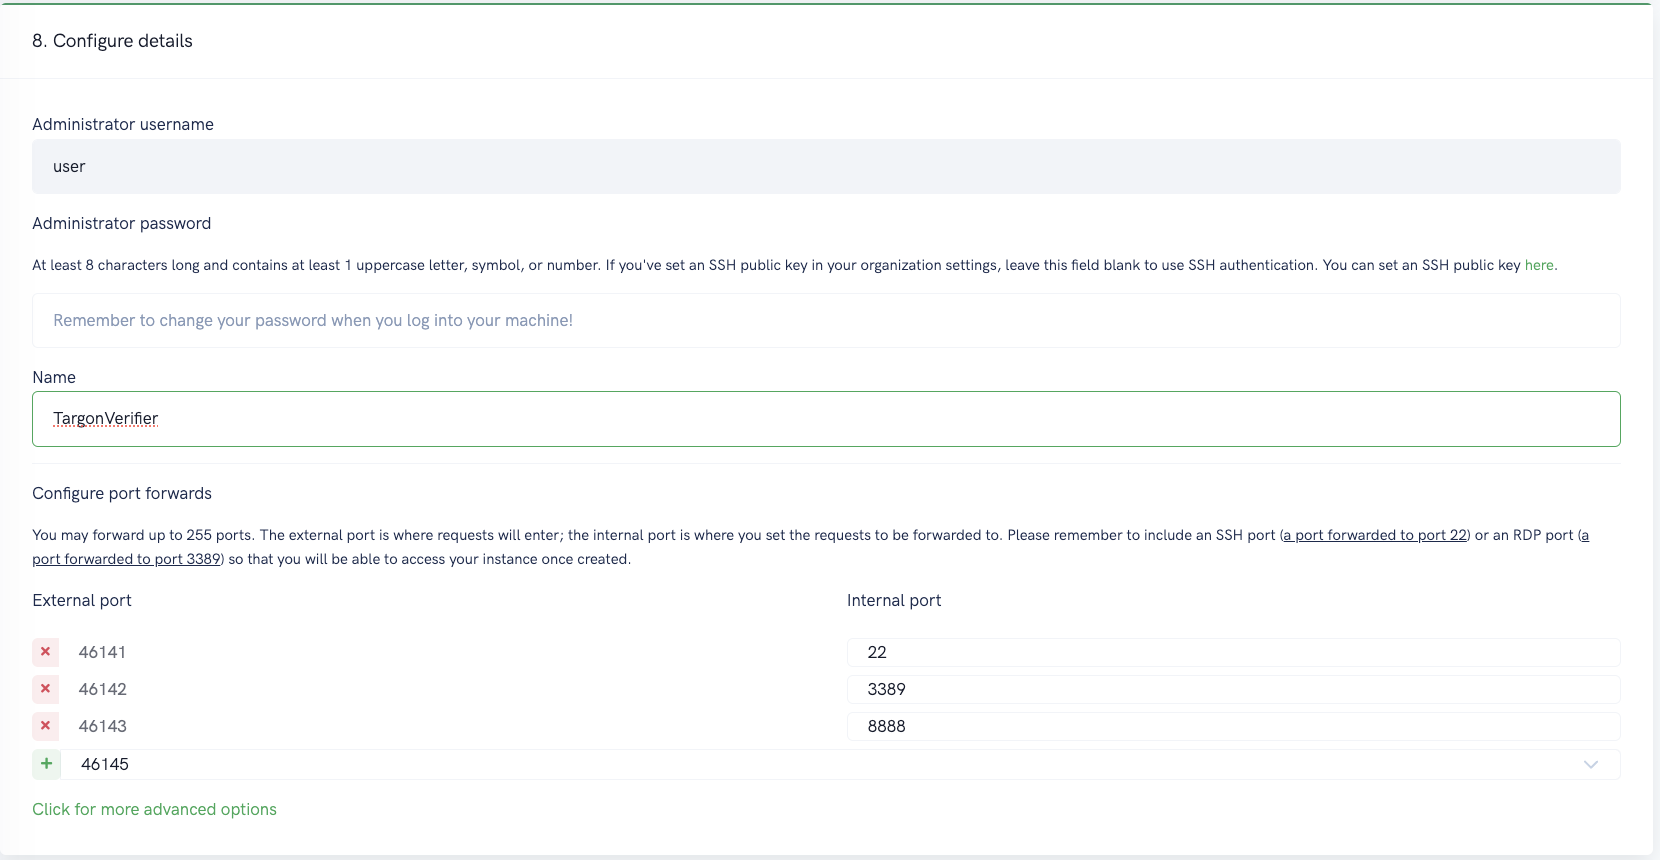 8. Configure details
Administrator username
user
Administrator password
At least 8 characters long and contains at least 1 uppercase letter, symbol, or number. If you've set an SSH public key in your organization settings, leave this field blank to use SSH authentication. You can set an SSH public key here.
Remember to change your password when you log into your machine!
Name
TargonVerifier
Configure port forwards
You may forward up to 255 ports. The external port is where requests will enter; the internal port is where you set the requests to be forwarded to. Please remember to include an SSH port (a port forwarded to port 22) or an RDP port (a
port forwarded to port 3389) so that you will be able to access your instance once created.
External port Internal port
46141 22
46142 3389
46143 8888
46145
Click for more advanced options